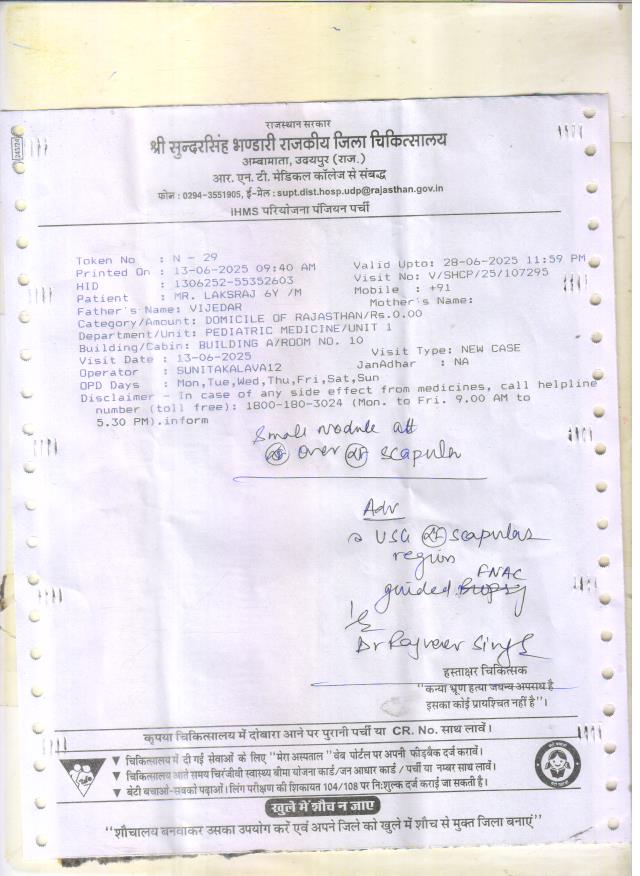 राजस्थान सरकार
श्री सुन्दरसिंह भण्डारी राजकीय जिला चिकित्सालय
अम्बामाता, उदयपुर (राज.)
आर. एन. टी. मेडिकल कॉलेज से संबद्ध
फोन : 0294-3551905, ई-मेल : supt.dist.hosp.udp@rajasthan.gov.in
iHMS परियोजना पंजियन पर्ची
Token No : N - 29
Printed On : 13-06-2025 09:40 AM Valid Upto: 28-06-2025 11:59 PM
HID : 1306252-55352603 Visit No: V/SHCP/25/107295
Patient : MR. LAKSRAJ 6Y /M Mobile : +91
Father's Name: VIJEDAR Mother's Name:
Category/Amount: DOMICILE OF RAJASTHAN/Rs.0.00
Department/Unit: PEDIATRIC MEDICINE/UNIT 1
Building/Cabin: BUILDING A/ROOM NO. 10
Visit Date : 13-06-2025 Visit Type: NEW CASE
Operator : SUNITAKALAVA12 JanAdhar : NA
OPD Days : Mon,Tue,Wed,Thu,Fri,Sat,Sun
Disclaimer - In case of any side effect from medicines, call helpline
number (toll free): 1800-180-3024 (Mon. to Fri. 9.00 AM to
5.30 PM).inform
Small nodule
over scapula
Adv
USG scapular
region
FNAC
guided
Dr Rajveer Singh
हस्ताक्षर चिकित्सक
"कन्या भ्रूण हत्या जघन्य अपराध है
इसका कोई प्रायश्चित नहीं है"।
कृपया चिकित्सालय में दोबारा आने पर पुरानी पर्ची या CR. No. साथ लावें।
▼ चिकित्सालय में दी गई सेवाओं के लिए "मेरा अस्पताल" वेब पोर्टल पर अपनी फीडबैक दर्ज करावें।
▼ चिकित्सालय आते समय चिरंजीवी स्वास्थ्य बीमा योजना कार्ड/जन आधार कार्ड / पर्ची या नम्बर साथ लावें।
▼ बेटी बचाओं-सबको पढ़ाओं। लिंग परीक्षण की शिकायत 104/108 पर निःशुल्क दर्ज कराई जा सकती है।
खुले में शौच न जाए
"शौचालय बनवाकर उसका उपयोग करें एवं अपने जिले को खुले में शौच से मुक्त जिला बनाएं"